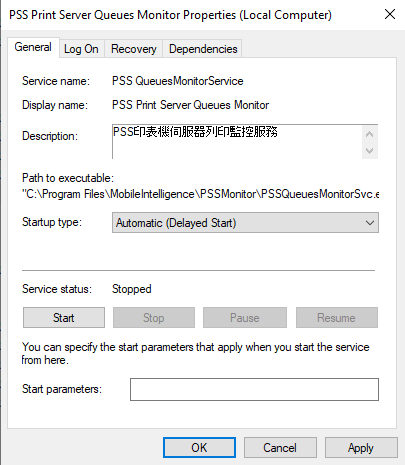 PSS Print Server Queues Monitor Properties (Local Computer)
General Log On Recovery Dependencies
Service name: PSS QueuesMonitorService
Display name: PSS Print Server Queues Monitor
Description: PSS印表機伺服器列印監控服務
Path to executable:
"C:\Program Files\MobileIntelligence\PSSMonitor\PSSQueuesMonitorSvc.e
Startup type: Automatic (Delayed Start)
Service status: Stopped
Start Stop Pause Resume
You can specify the start parameters that apply when you start the service
from here.
Start parameters:
OK Cancel Apply